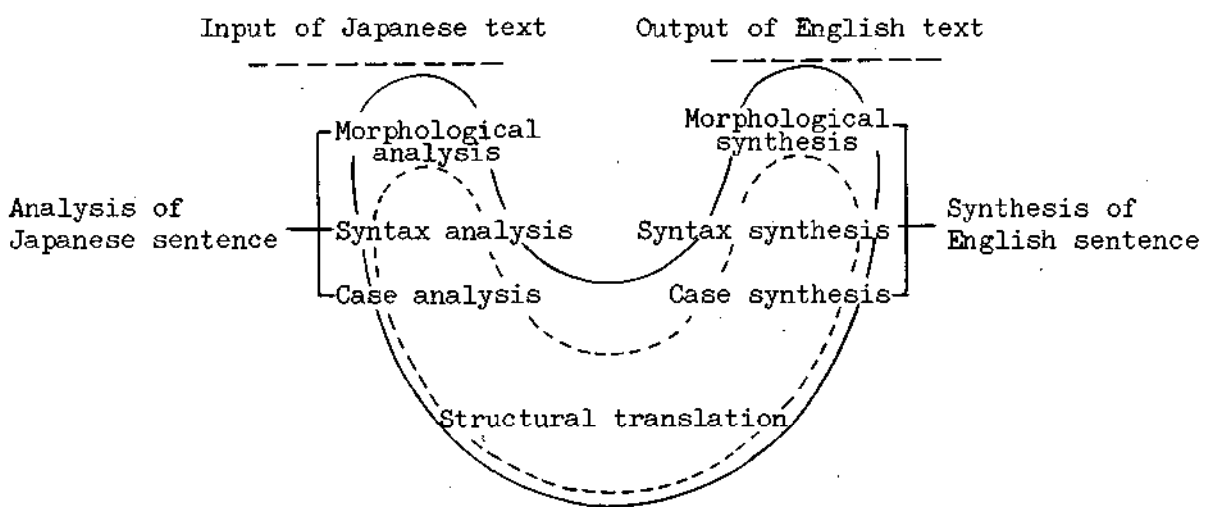 Input of Japanese text
Output of English text
Morphological
analysis
Morphological
synthesis
Analysis of
Japanese sentence
Syntax analysis
Syntax synthesis
Synthesis of
English sentence
Case analysis
Case synthesis
Structural translation